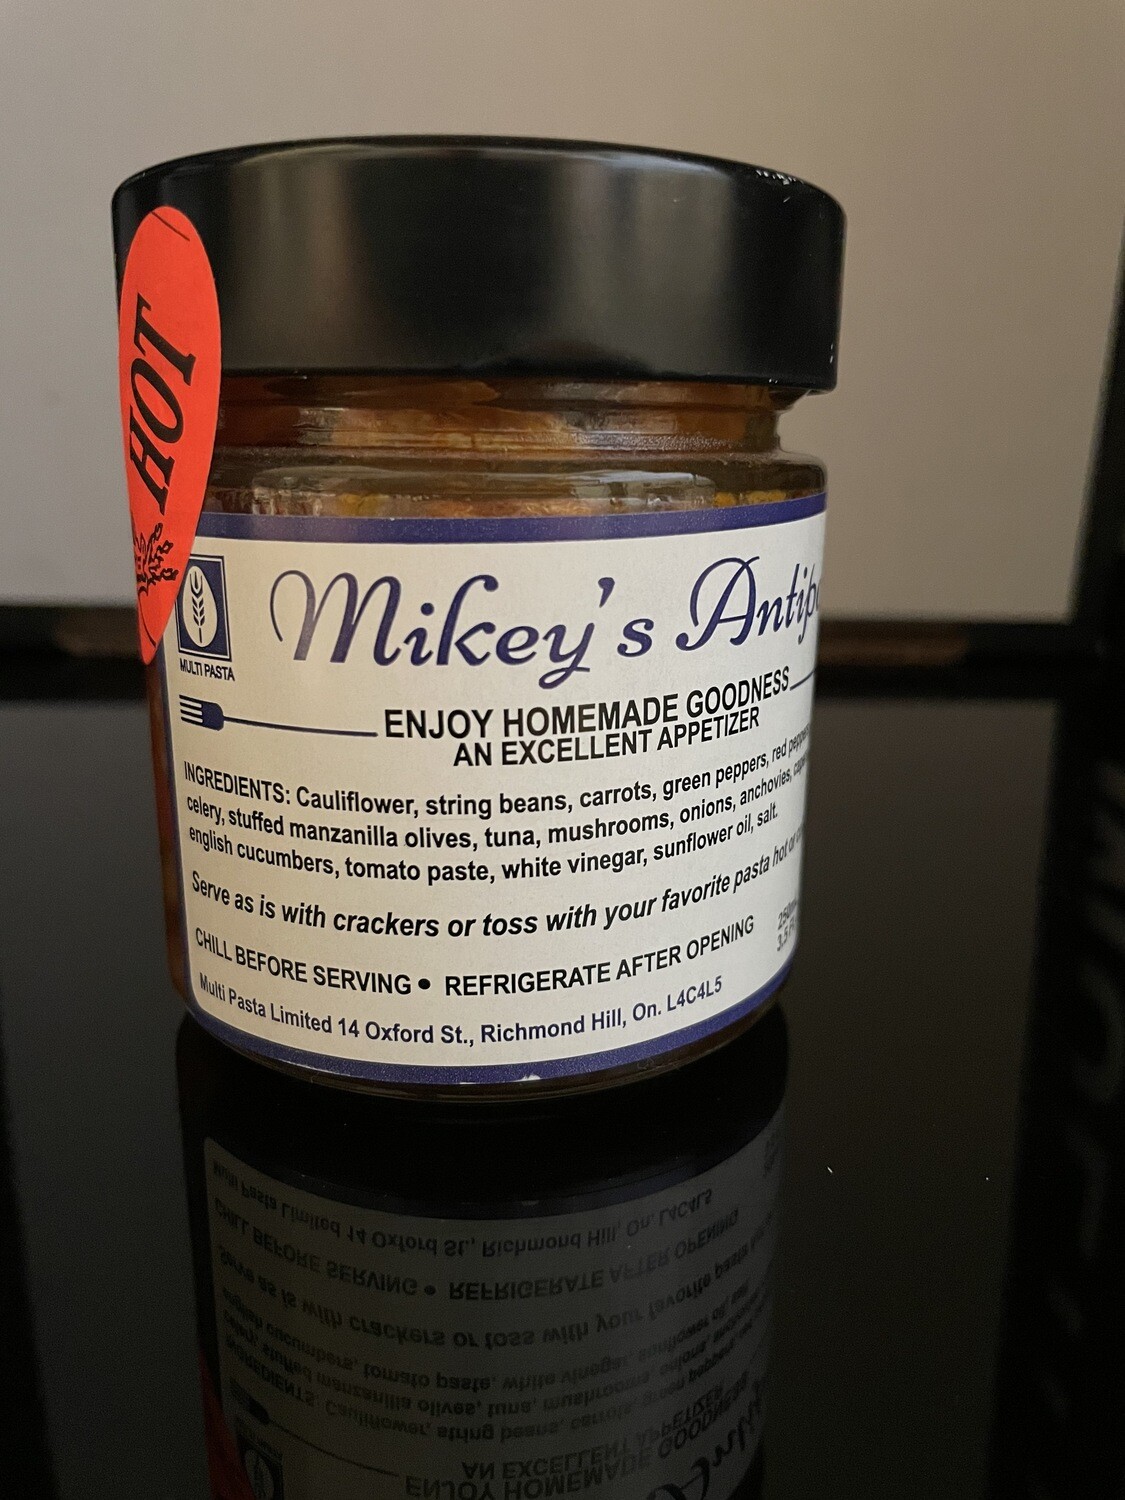 HOT
MULTI PASTA
Mikey's Antip
ENJOY HOMEMADE GOODNESS
AN EXCELLENT APPETIZER
INGREDIENTS: Cauliflower, string beans, carrots, green peppers, red peppers
celery, stuffed manzanilla olives, tuna, mushrooms, onions, anchovies,
english cucumbers, tomato paste, white vinegar, sunflower oil, salt.
Serve as is with crackers or toss with your favorite pasta hot or
CHILL BEFORE SERVING • REFRIGERATE AFTER OPENING
Multi Pasta Limited 14 Oxford St., Richmond Hill, On. L4C4L5